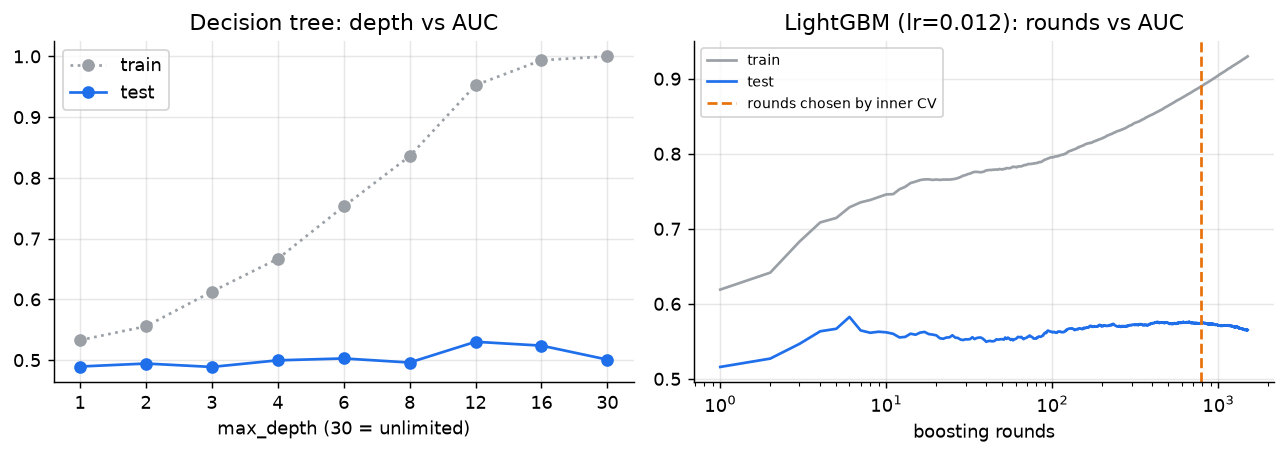 Decision tree: depth vs AUC
train
test
1.0
0.9
0.8
0.7
0.6
0.5
1 2 3 4 6 8 12 16 30
max_depth (30 = unlimited)
LightGBM (lr=0.012): rounds vs AUC
train
test
rounds chosen by inner CV
0.9
0.8
0.7
0.6
0.5
10⁰ 10¹ 10² 10³
boosting rounds